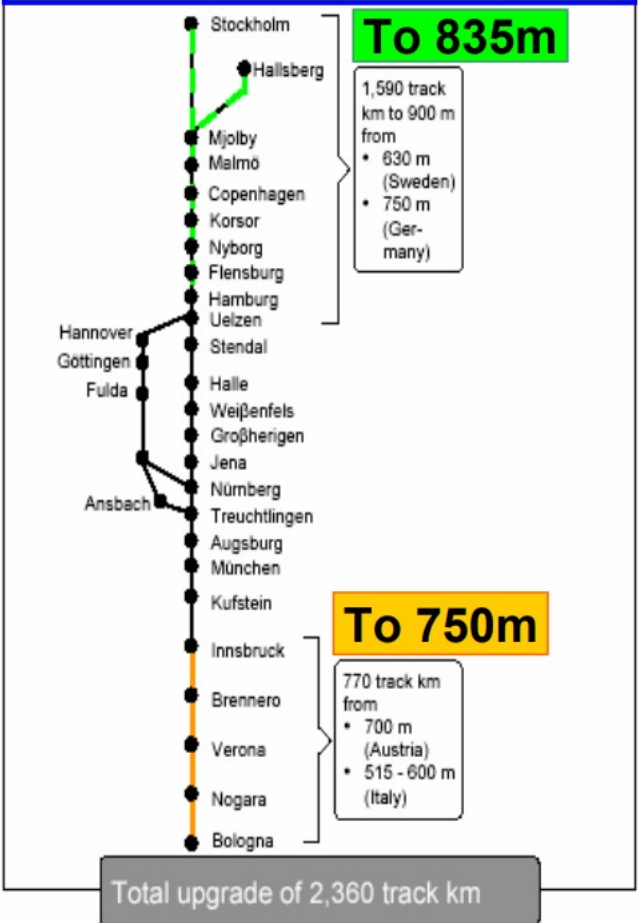 Stockholm
To 835m
Hallsberg
1,590 track
km to 900 m
from
• 630 m
(Sweden)
• 750 m
(Ger-
many)
Mjolby
Malmö
Copenhagen
Korsor
Nyborg
Flensburg
Hamburg
Uelzen
Hannover
Stendal
Göttingen
Fulda
Halle
Weiβenfels
Groβherigen
Jena
Nürnberg
Ansbach
Treuchtlingen
Augsburg
München
Kufstein
To 750m
Innsbruck
770 track km
from
• 700 m
(Austria)
• 515 - 600 m
(Italy)
Brennero
Verona
Nogara
Bologna
Total upgrade of 2,360 track km